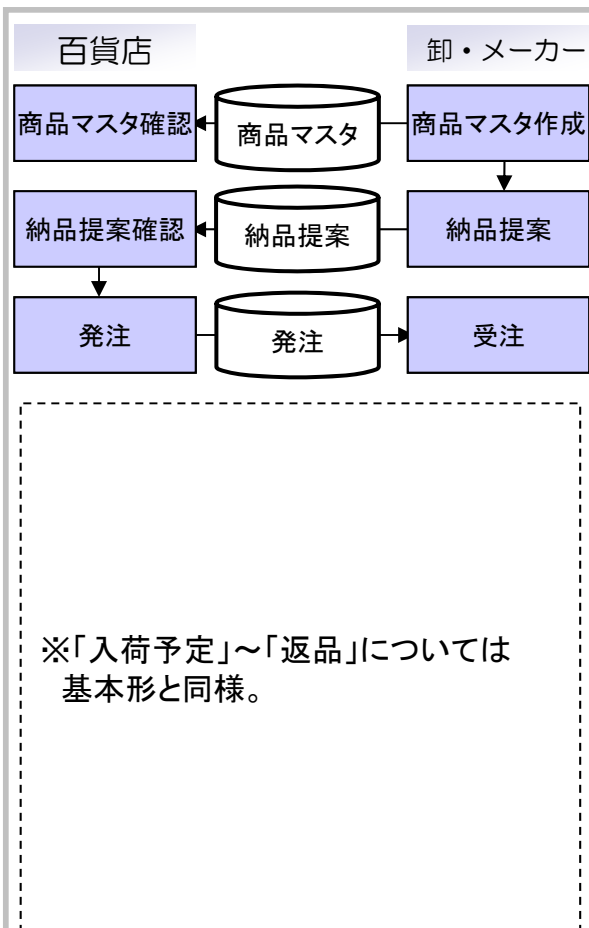 百貨店
卸・メーカー
商品マスタ確認
商品マスタ
商品マスタ作成
納品提案確認
納品提案
納品提案
発注
発注
受注
※「入荷予定」～「返品」については
基本形と同様。